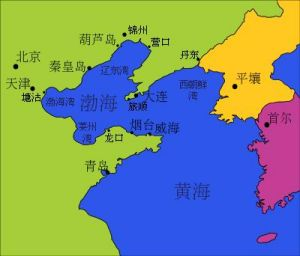 锦州
葫芦岛
营口
北京
秦皇岛
丹东
天津
辽东湾
平壤
塘沽
渤海湾
渤海
大连
旅顺
西朝鲜湾
莱州湾
龙口
烟台
威海
首尔
青岛
黄海